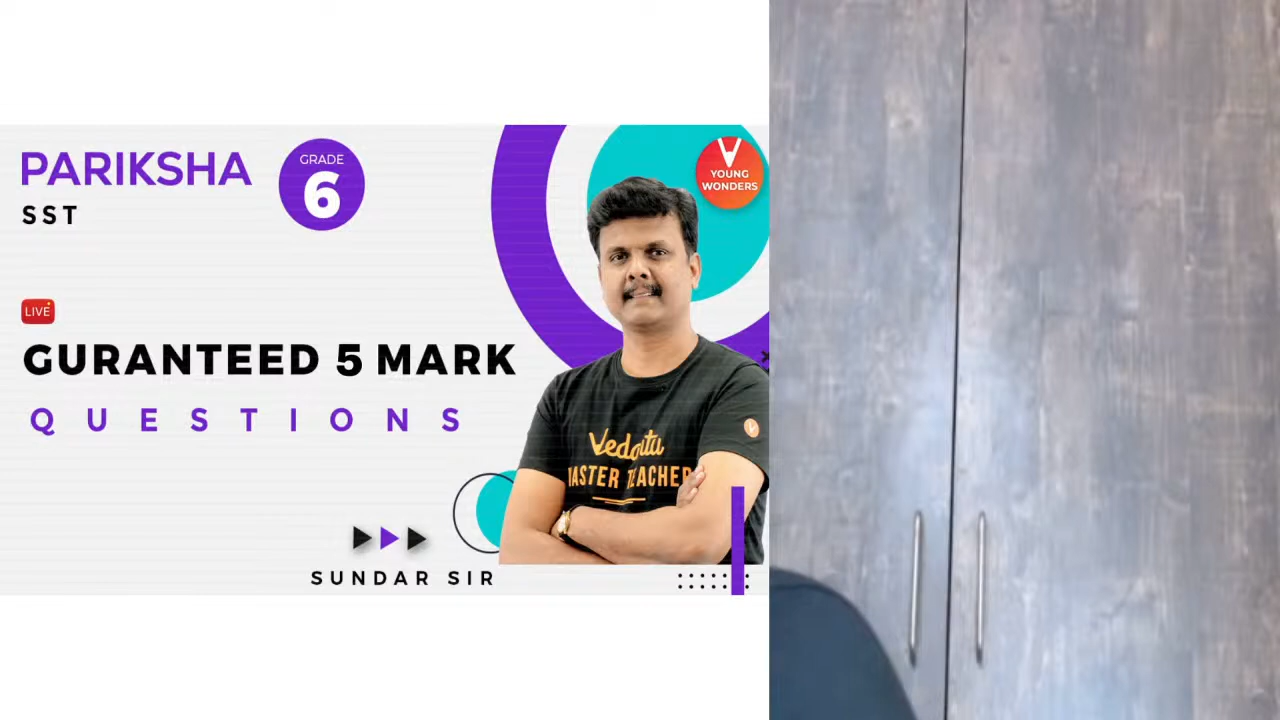 PARIKSHA
SST
GRADE
6
YOUNG
WONDERS
LIVE
GURANTEED 5 MARK
QUESTIONS
Vedantu
MASTER TEACHER
SUNDAR SIR